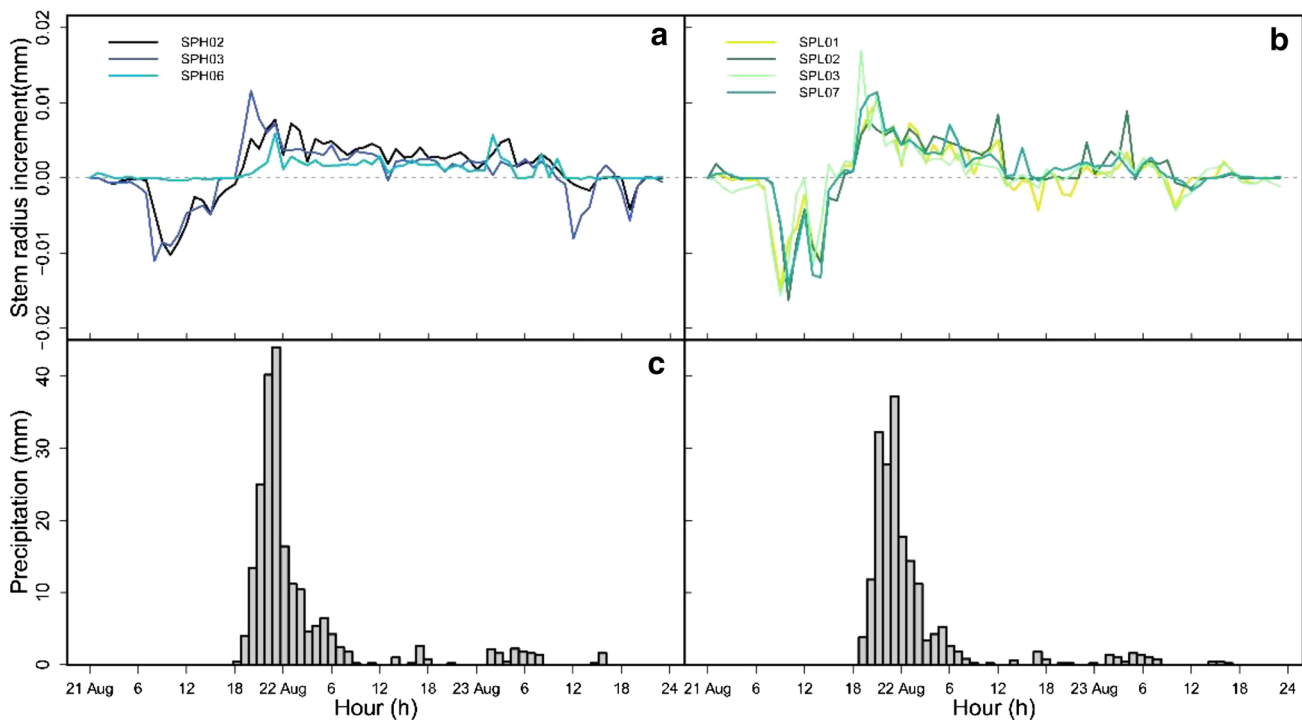 a
SPH02
SPH03
SPH06
b
SPL01
SPL02
SPL03
SPL07
Stem radius increment(mm)
0.02
0.01
0.00
−0.01
−0.02
c
Precipitation (mm)
40
30
20
10
0
21 Aug 6 12 18 22 Aug 6 12 18 23 Aug 6 12 18 24
21 Aug 6 12 18 22 Aug 6 12 18 23 Aug 6 12 18 24
Hour (h)
Hour (h)